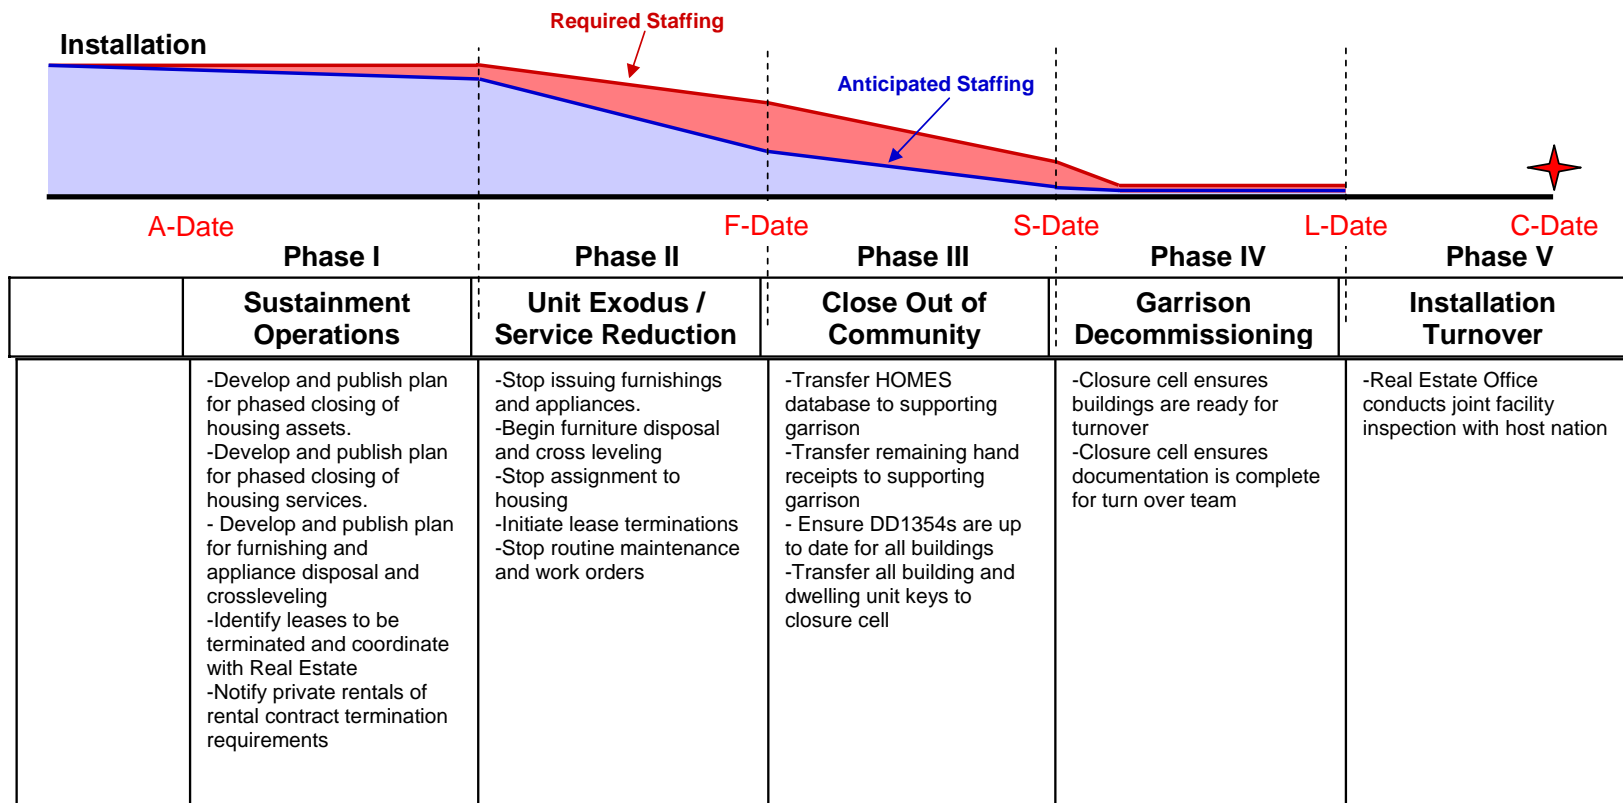 Required Staffing
Installation
Anticipated Staffing
A-Date
F-Date
S-Date
L-Date
C-Date
Phase I
Phase II
Phase III
Phase IV
Phase V
Sustainment
Operations
Unit Exodus /
Service Reduction
Close Out of
Community
Garrison
Decommissioning
Installation
Turnover
-Develop and publish plan
for phased closing of
housing assets.
-Develop and publish plan
for phased closing of
housing services.
- Develop and publish plan
for furnishing and
appliance disposal and
crossleveling
-Identify leases to be
terminated and coordinate
with Real Estate
-Notify private rentals of
rental contract termination
requirements
-Stop issuing furnishings
and appliances.
-Begin furniture disposal
and cross leveling
-Stop assignment to
housing
-Initiate lease terminations
-Stop routine maintenance
and work orders
-Transfer HOMES
database to supporting
garrison
-Transfer remaining hand
receipts to supporting
garrison
- Ensure DD1354s are up
to date for all buildings
-Transfer all building and
dwelling unit keys to
closure cell
-Closure cell ensures
buildings are ready for
turnover
-Closure cell ensures
documentation is complete
for turn over team
-Real Estate Office
conducts joint facility
inspection with host nation